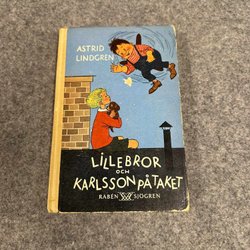 ASTRID
LINDGREN
LILLEBROR
OCH
KARLSSON PÅ TAKET
RABÉN SJÖGREN